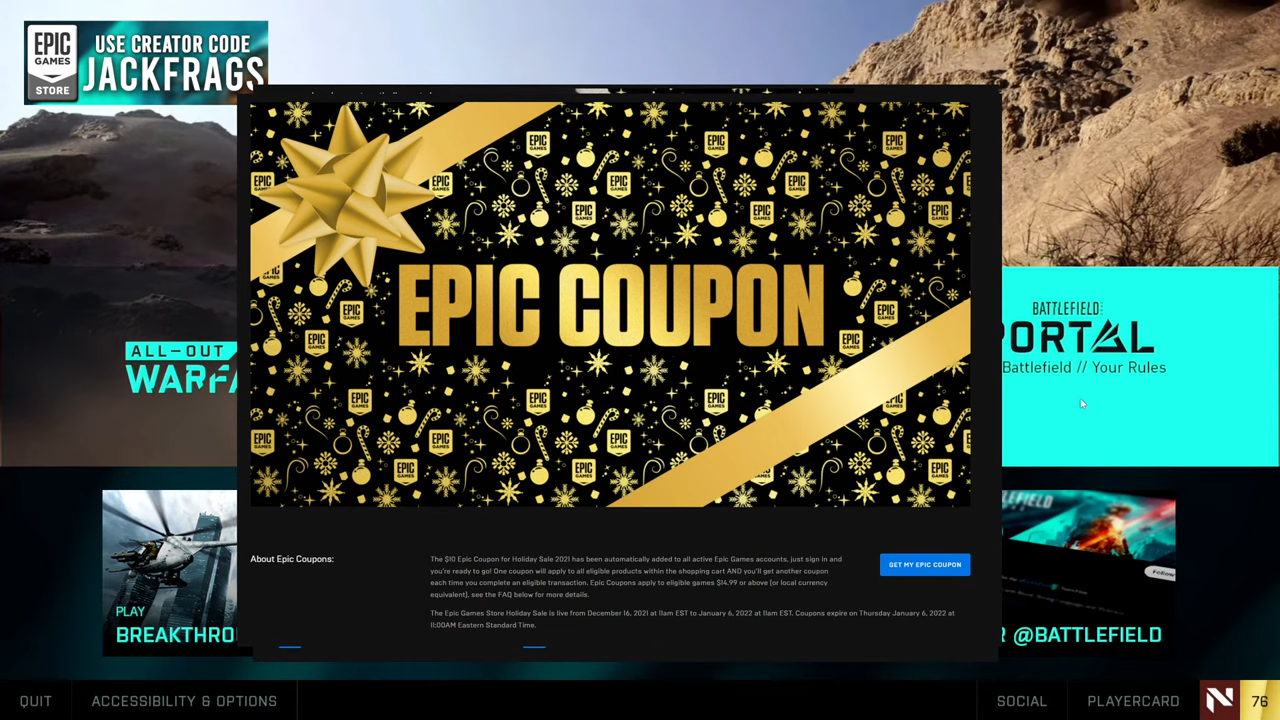 EPIC
GAMES
STORE
USE CREATOR CODE
JACKFRAGS
EPIC COUPON
ALL-OUT
BATTLEFIELD
PORTAL
Battlefield // Your Rules
About Epic Coupons:
The $10 Epic Coupon for Holiday Sale 2021 has been automatically added to all active Epic Games accounts, just sign in and
you're ready to go! One coupon will apply to all eligible products within the shopping cart AND you'll get another coupon
each time you complete an eligible transaction. Epic Coupons apply to eligible games $14.99 or above (or local currency
equivalent), see the FAQ below for more details.
The Epic Games Store Holiday Sale is live from December 16, 2021 at 11am EST to January 6, 2022 at 11am EST. Coupons expire on Thursday January 6, 2022 at
11:00AM Eastern Standard Time.
GET MY EPIC COUPON
PLAY
BREAKTHRO
@BATTLEFIELD
QUIT
ACCESSIBILITY & OPTIONS
SOCIAL
PLAYERCARD
76